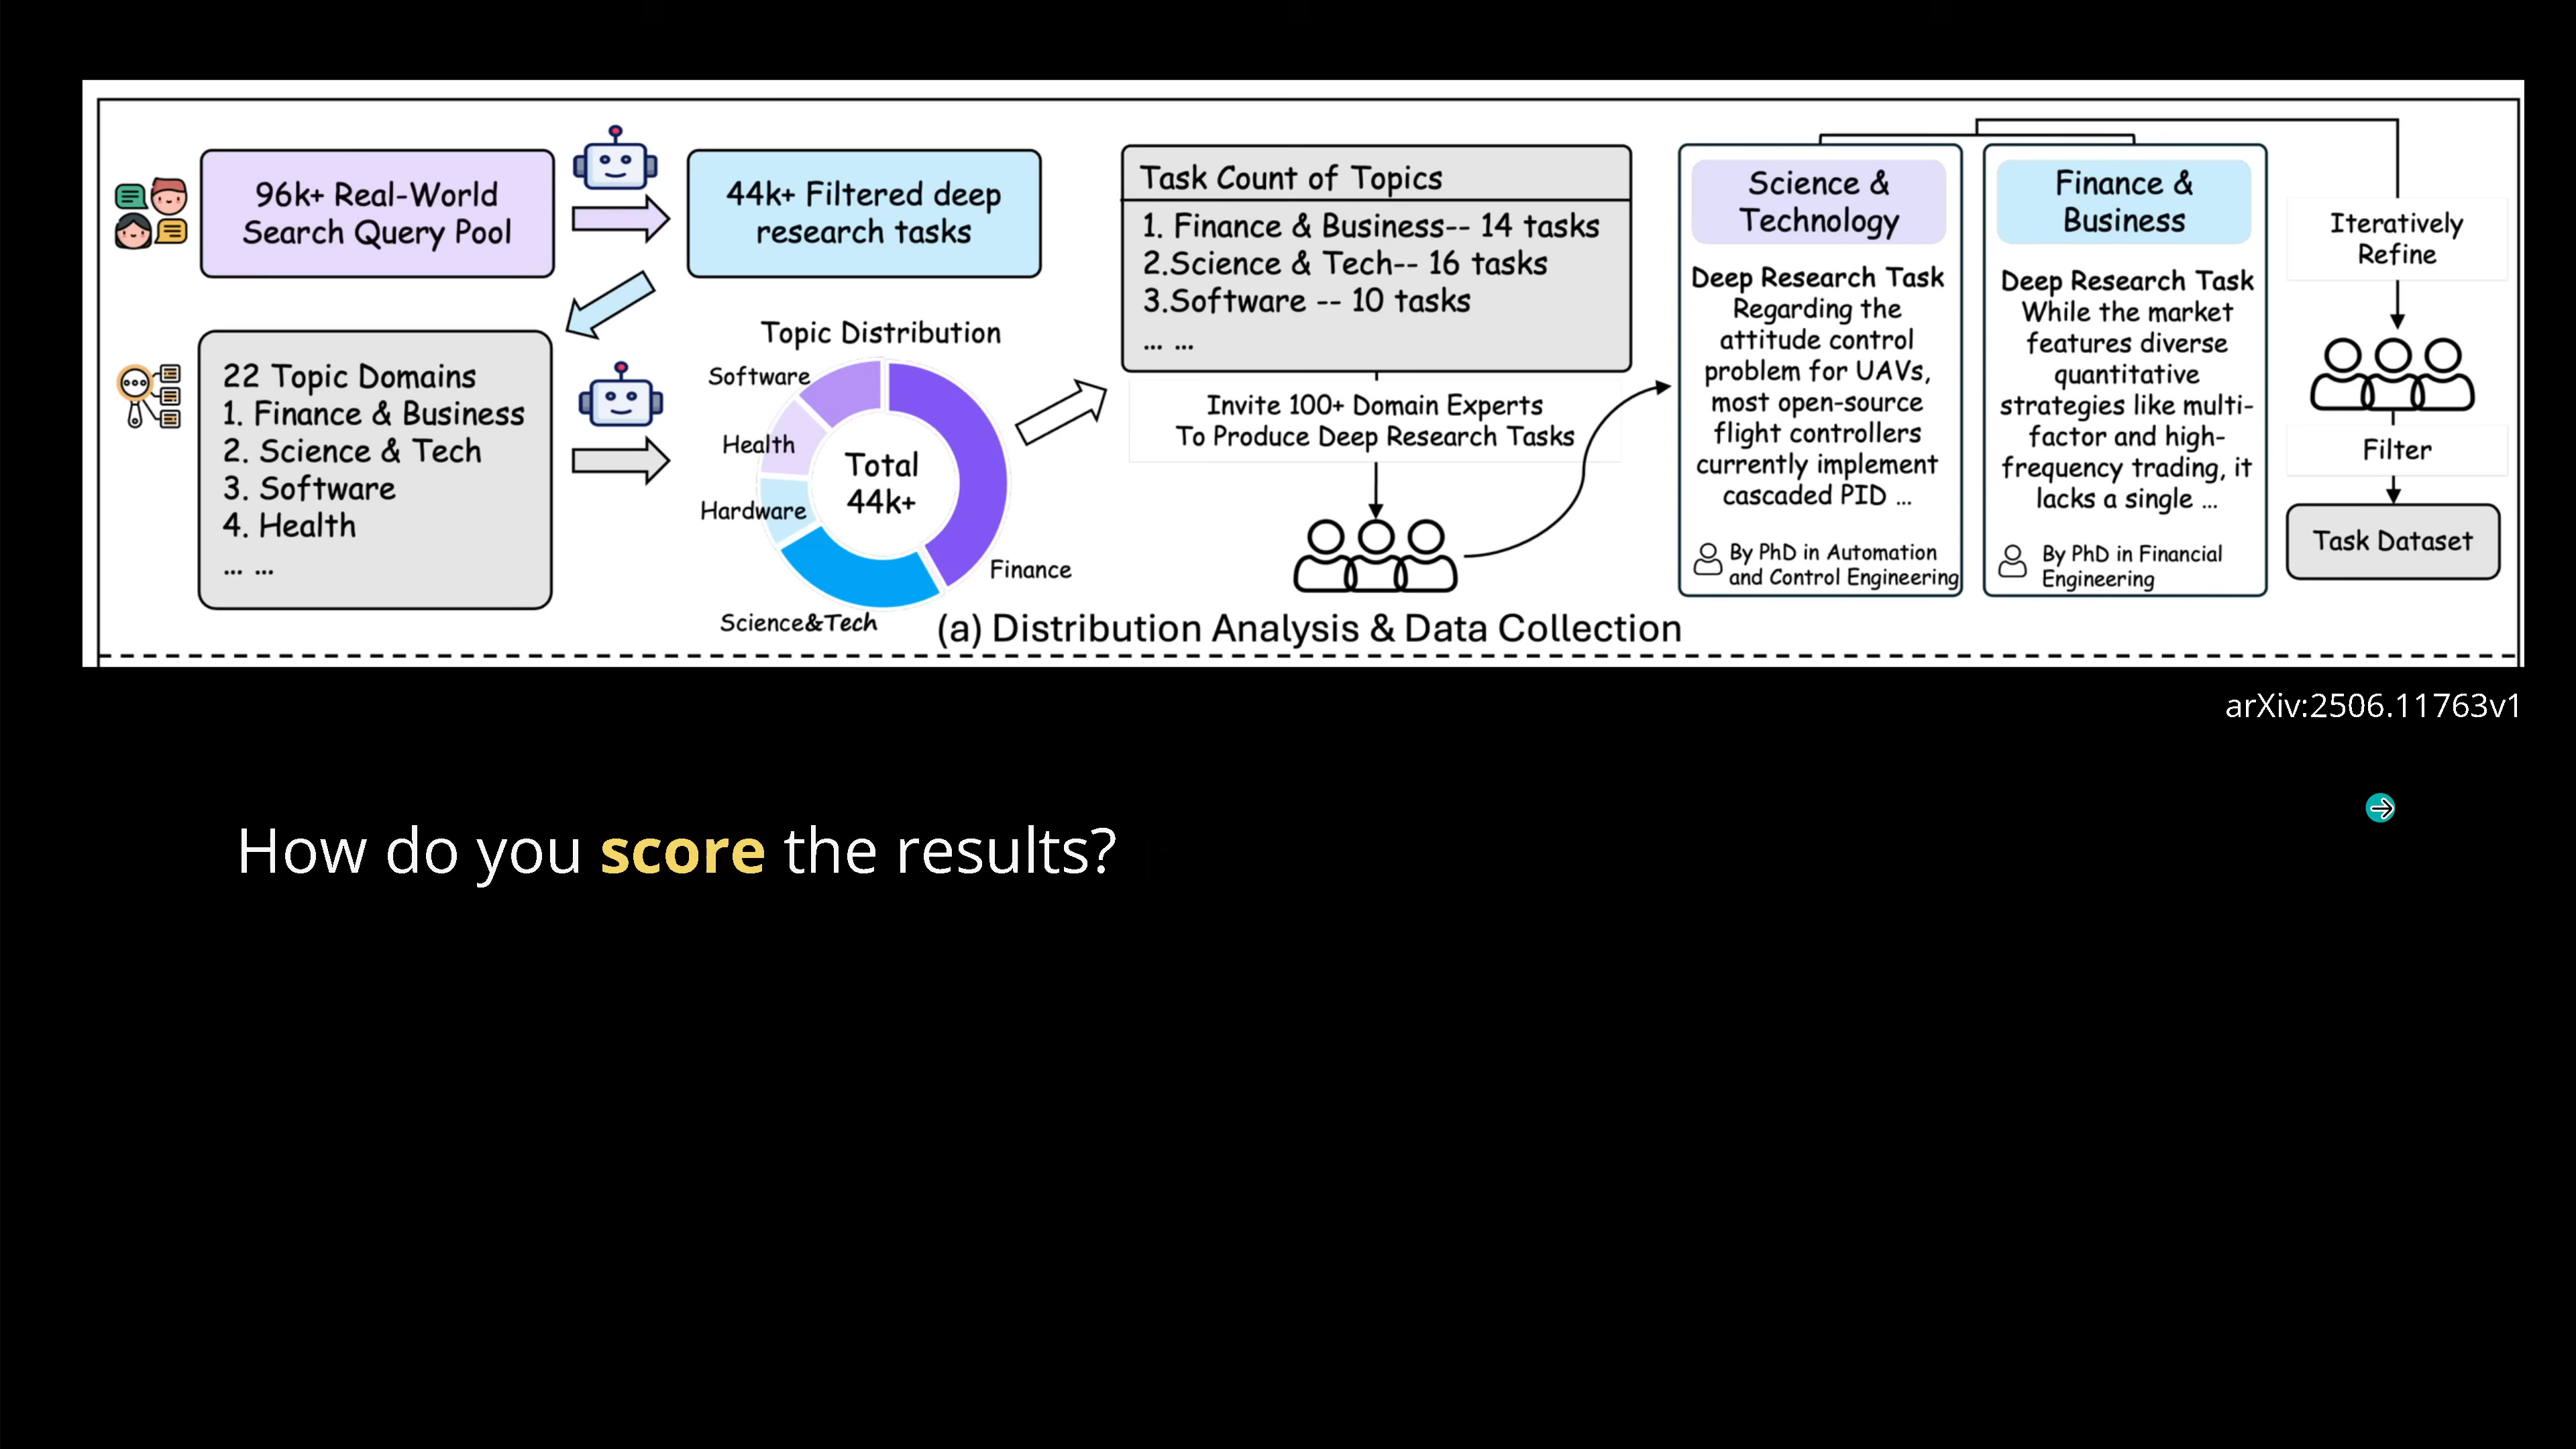 96k+ Real-World
Search Query Pool
44k+ Filtered deep
research tasks
22 Topic Domains
1. Finance & Business
2. Science & Tech
3. Software
4. Health
... ...
Topic Distribution
Software
Health
Hardware
Science&Tech
Finance
Total
44k+
Task Count of Topics
1. Finance & Business-- 14 tasks
2.Science & Tech-- 16 tasks
3.Software -- 10 tasks
... ...
Invite 100+ Domain Experts
To Produce Deep Research Tasks
Science &
Technology
Deep Research Task
Regarding the
attitude control
problem for UAVs,
most open-source
flight controllers
currently implement
cascaded PID ...
By PhD in Automation
and Control Engineering
Finance &
Business
Deep Research Task
While the market
features diverse
quantitative
strategies like multi-
factor and high-
frequency trading, it
lacks a single ...
By PhD in Financial
Engineering
Iteratively
Refine
Filter
Task Dataset
(a) Distribution Analysis & Data Collection
arXiv:2506.11763v1
How do you score the results?